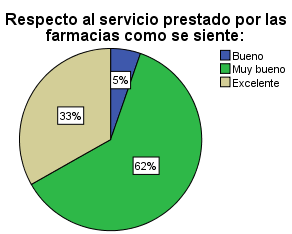 Respecto al servicio prestado por las
farmacias como se siente:
Bueno
Muy bueno
Excelente
5%
33%
62%